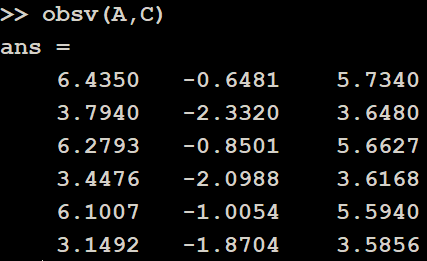 >> obsv(A,C)
ans =
6.4350 -0.6481 5.7340
3.7940 -2.3320 3.6480
6.2793 -0.8501 5.6627
3.4476 -2.0988 3.6168
6.1007 -1.0054 5.5940
3.1492 -1.8704 3.5856